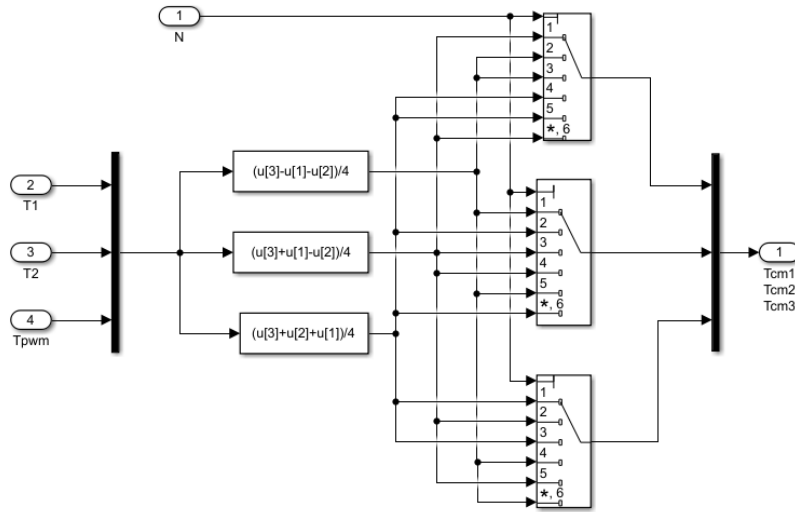 1
N
1
2
3
4
5
*, 6
2
T1
(u[3]-u[1]-u[2])/4
1
2
3
4
5
*, 6
3
T2
(u[3]+u[1]-u[2])/4
1
Tcm1
Tcm2
Tcm3
4
Tpwm
(u[3]+u[2]+u[1])/4
1
2
3
4
5
*, 6